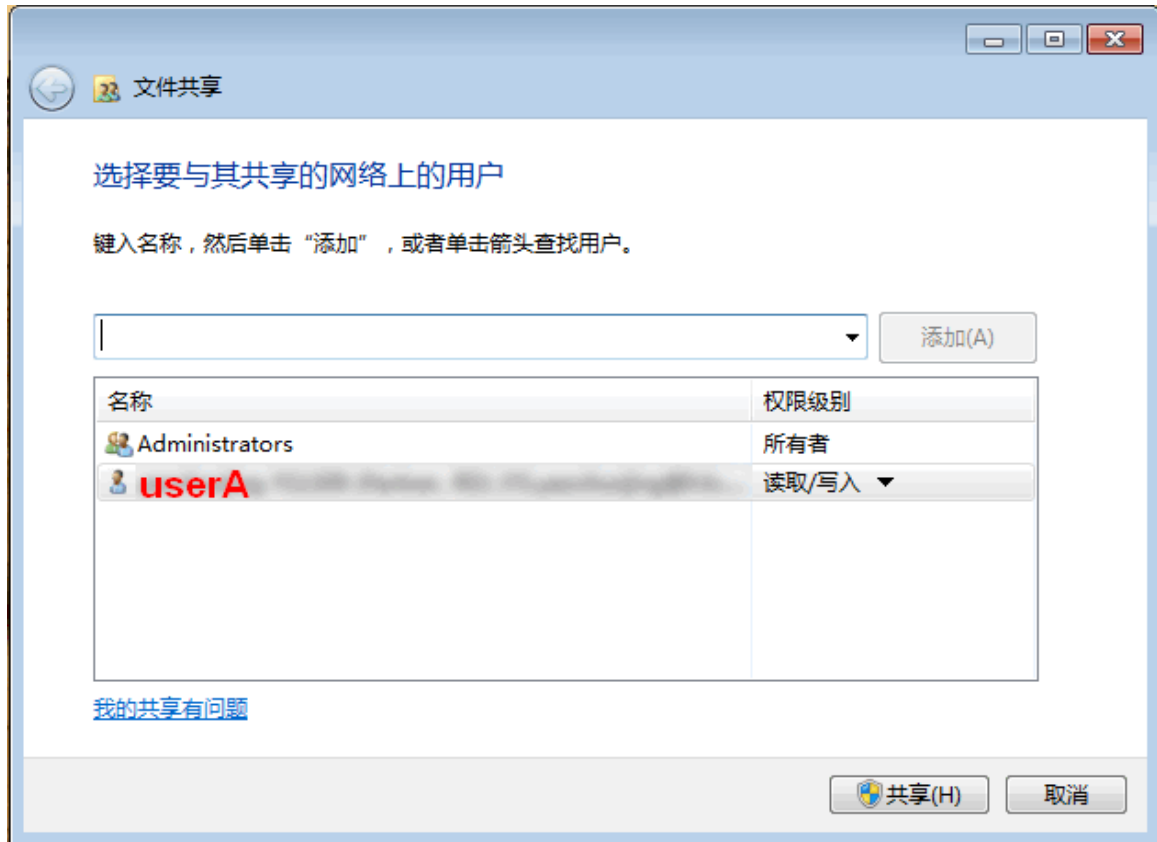 文件共享
选择要与其共享的网络上的用户
键入名称，然后单击“添加”，或者单击箭头查找用户。
添加(A)
名称 权限级别
Administrators 所有者
userA 读取/写入
我的共享有问题
共享(H) 取消